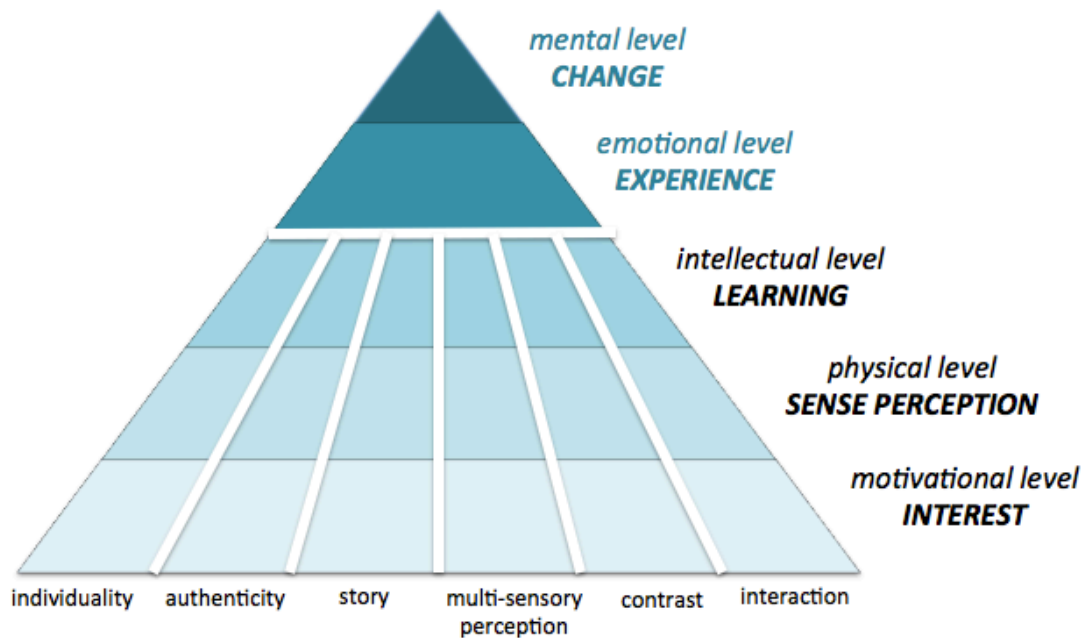 mental level
CHANGE
emotional level
EXPERIENCE
intellectual level
LEARNING
physical level
SENSE PERCEPTION
motivational level
INTEREST
individuality
authenticity
story
multi-sensory
perception
contrast
interaction